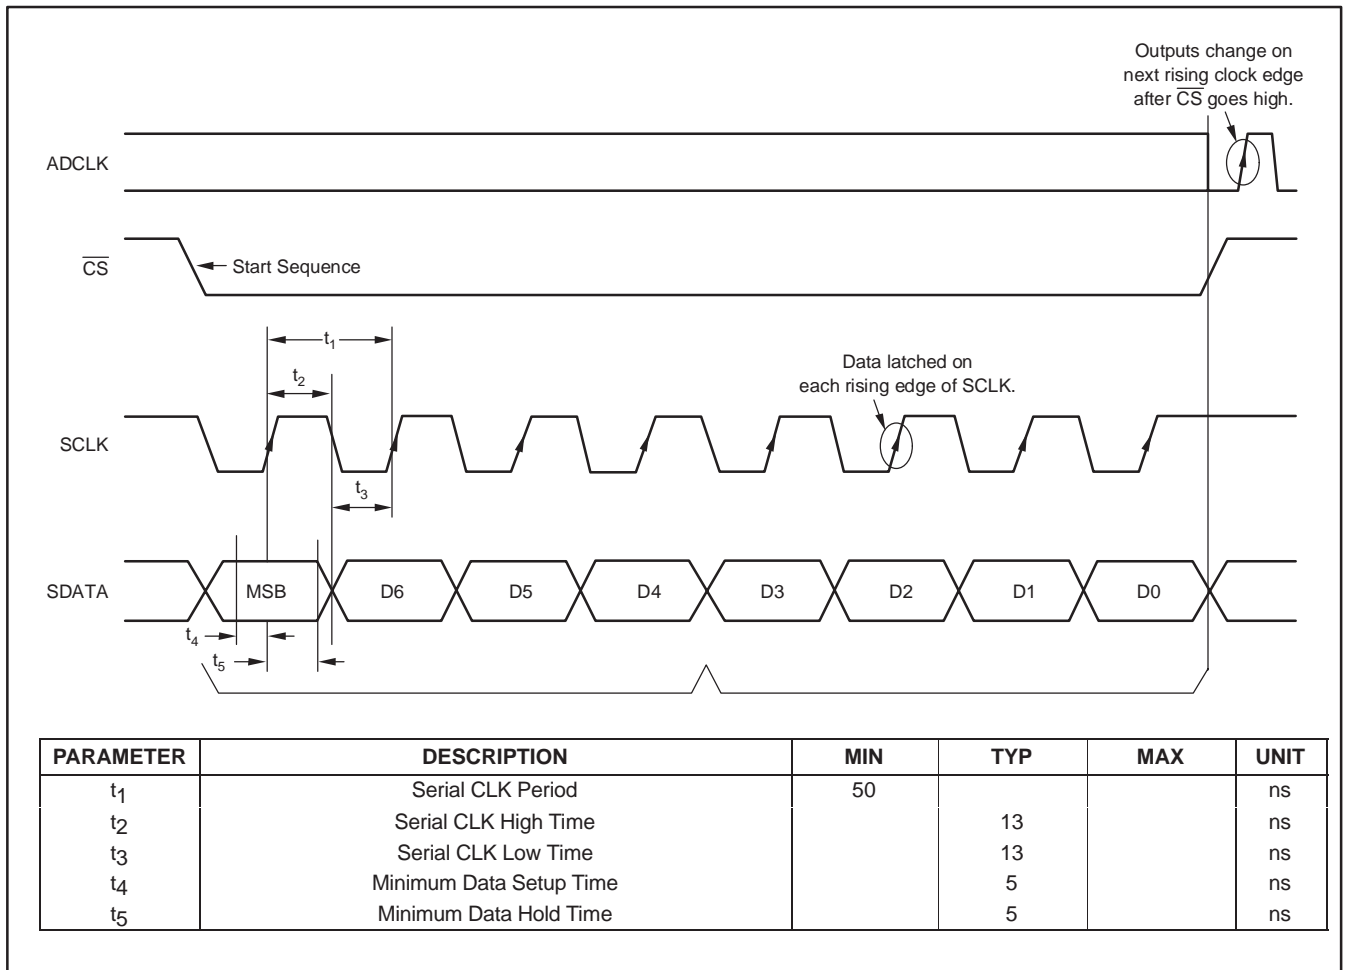 Outputs change on
next rising clock edge
after C̅S̅ goes high.
ADCLK
C̅S̅
Start Sequence
t1
t2
Data latched on
each rising edge of SCLK.
SCLK
t3
SDATA
MSB D6 D5 D4 D3 D2 D1 D0
t4
t5
PARAMETER DESCRIPTION MIN TYP MAX UNIT
t1 Serial CLK Period 50 ns
t2 Serial CLK High Time 13 ns
t3 Serial CLK Low Time 13 ns
t4 Minimum Data Setup Time 5 ns
t5 Minimum Data Hold Time 5 ns